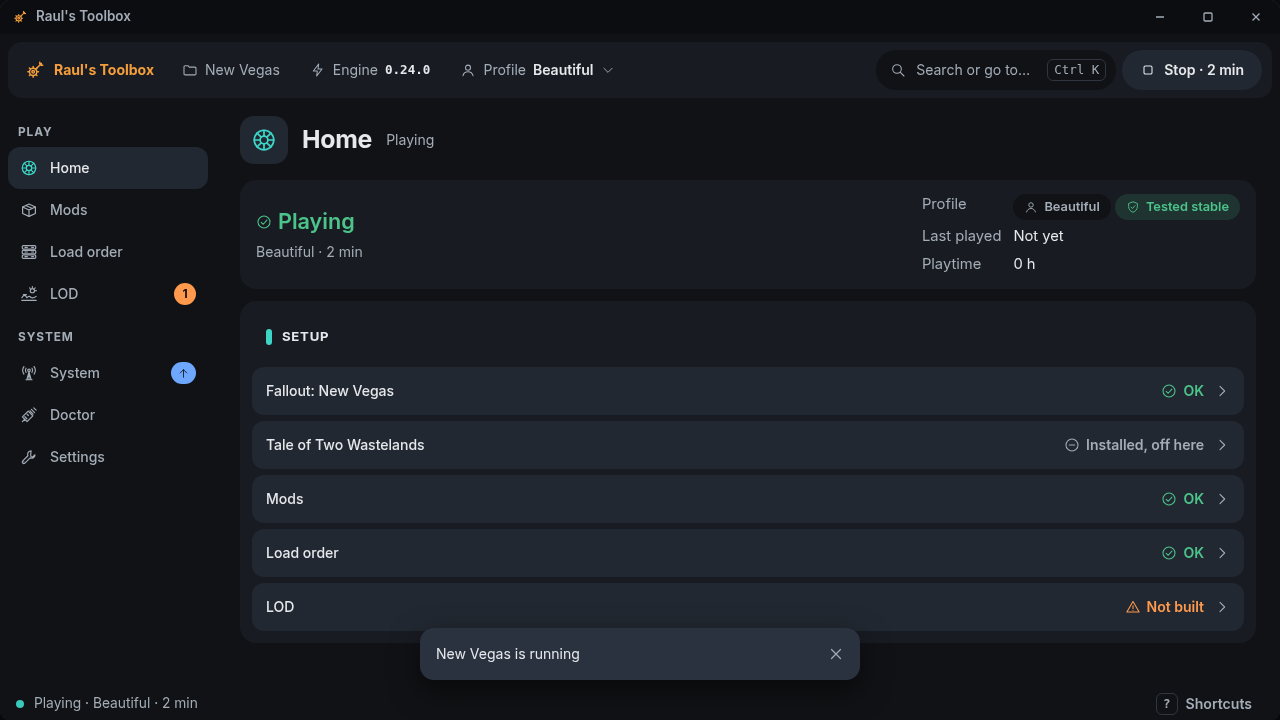 Raul's Toolbox
Raul's Toolbox
New Vegas
Engine 0.24.0
Profile Beautiful
Search or go to...
Ctrl K
Stop · 2 min
PLAY
Home
Mods
Load order
LOD
1
SYSTEM
System
Doctor
Settings
Home
Playing
Playing
Beautiful · 2 min
Profile
Beautiful
Tested stable
Last played Not yet
Playtime 0 h
SETUP
Fallout: New Vegas
OK
Tale of Two Wastelands
Installed, off here
Mods
OK
Load order
OK
LOD
Not built
New Vegas is running
Playing · Beautiful · 2 min
? Shortcuts